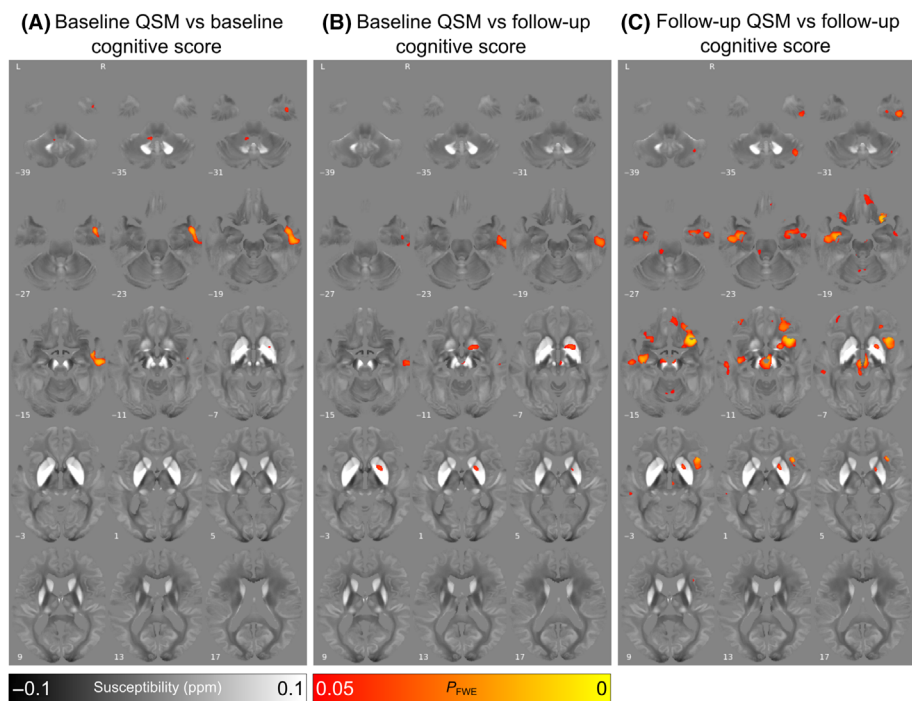 (A) Baseline QSM vs baseline cognitive score
(B) Baseline QSM vs follow-up cognitive score
(C) Follow-up QSM vs follow-up cognitive score
L R L R L R
−39 −35 −31 −39 −35 −31 −39 −35 −31
−27 −23 −19 −27 −23 −19 −27 −23 −19
−15 −11 −7 −15 −11 −7 −15 −11 −7
−3 1 5 −3 1 5 −3 1 5
9 13 17 9 13 17 9 13 17
−0.1 Susceptibility (ppm) 0.1 0.05 PFWE 0